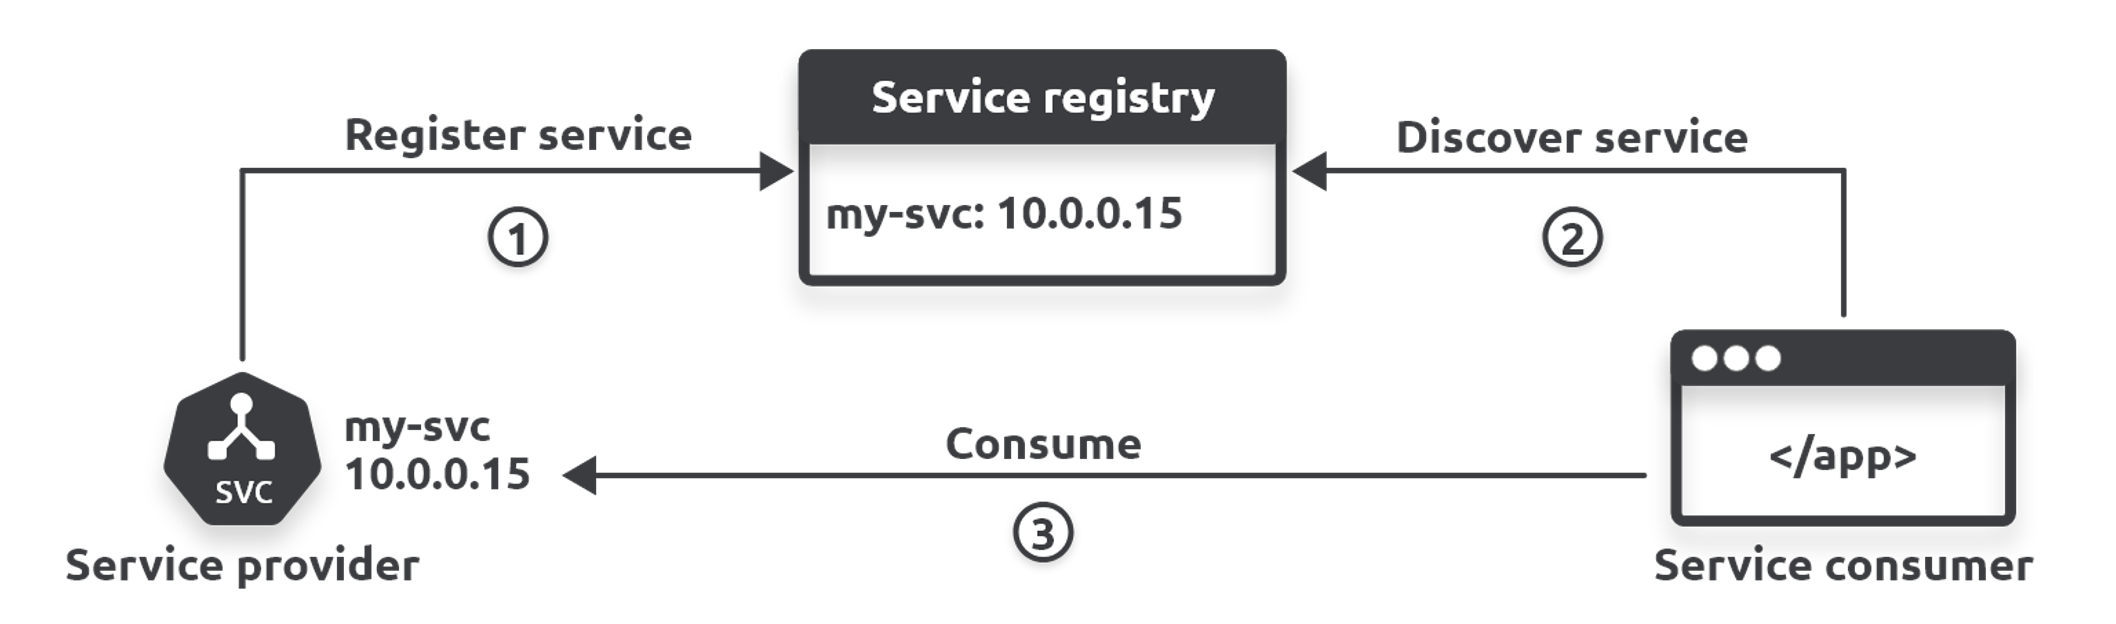 Service registry
Register service
Discover service
my-svc: 10.0.0.15
1
2
my-svc
10.0.0.15
SVC
Consume
</app>
3
Service provider
Service consumer